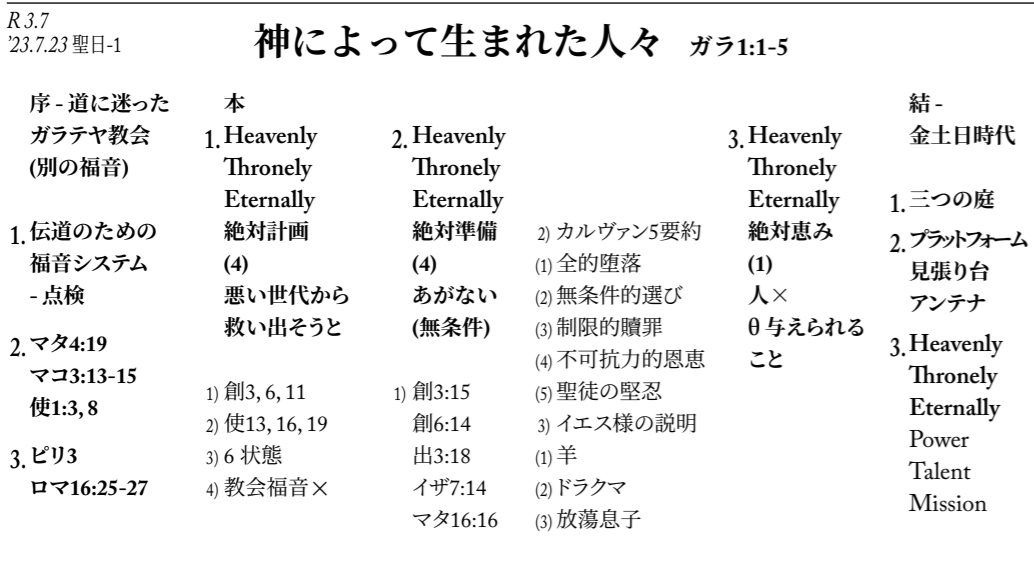 R 3.7
'23.7.23 聖日-1
神によって生まれた人々 ガラ1:1-5
序 - 道に迷った
ガラテヤ教会
(別の福音)
1. 伝道のための
福音システム
- 点検
2. マタ4:19
マコ3:13-15
使1:3, 8
3. ピリ3
ロマ16:25-27
本
1. Heavenly
Thronely
Eternally
絶対計画
(4)
悪い世代から
救い出そうと
1) 創3, 6, 11
2) 使13, 16, 19
3) 6 状態
4) 教会福音×
2. Heavenly
Thronely
Eternally
絶対準備
(4)
あがない
(無条件)
1) 創3:15
創6:14
出3:18
イザ7:14
マタ16:16
2) カルヴァン5要約
(1) 全的堕落
(2) 無条件的選び
(3) 制限的贖罪
(4) 不可抗力的恩恵
(5) 聖徒の堅忍
3) イエス様の説明
(1) 羊
(2) ドラクマ
(3) 放蕩息子
3. Heavenly
Thronely
Eternally
絶対恵み
(1)
人×
θ 与えられる
こと
結 -
金土日時代
1. 三つの庭
2. プラットフォーム
見張り台
アンテナ
3. Heavenly
Thronely
Eternally
Power
Talent
Mission